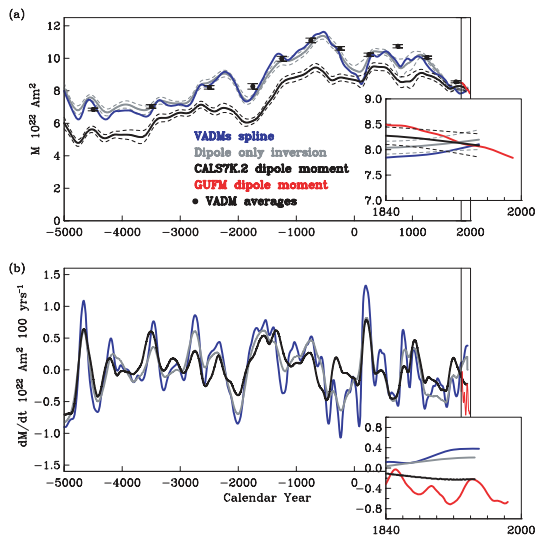 (a)
12
10
8
6
4
2
0
M 10²² Am²
VADMs spline
Dipole only inversion
CALS7K.2 dipole moment
GUFM dipole moment
• VADM averages
-5000 -4000 -3000 -2000 -1000 0 1000 2000
9.0
8.5
8.0
7.5
7.0
1840 2000
(b)
1.5
1.0
0.5
0.0
-0.5
-1.0
-1.5
dM/dt 10²² Am² 100 yrs⁻¹
-5000 -4000 -3000 -2000 -1000 0
Calendar Year
0.8
0.4
0.0
-0.4
-0.8
1840 2000